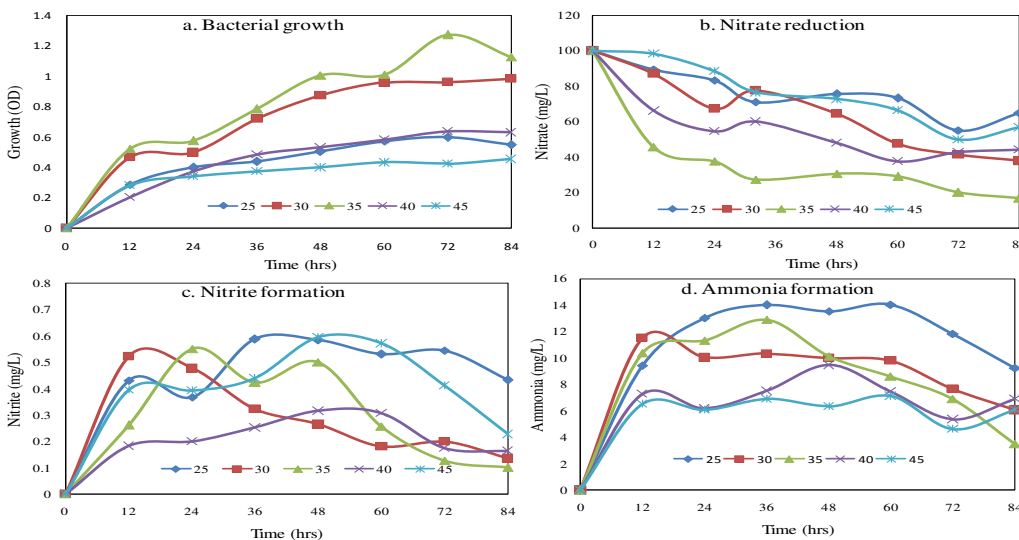 a. Bacterial growth
Growth (OD)
1.4
1.2
1
0.8
0.6
0.4
0.2
0
0 12 24 36 48 60 72 84
Time (hrs)
25 30 35 40 45
b. Nitrate reduction
Nitrate (mg/L)
120
100
80
60
40
20
0
0 12 24 32 48 60 72 84
Time (hrs)
25 30 35 40 45
c. Nitrite formation
Nitrite (mg/L)
0.8
0.7
0.6
0.5
0.4
0.3
0.2
0.1
0
0 12 24 36 48 60 72 84
Time (hrs)
25 30 35 40 45
d. Ammonia formation
Ammonia (mg/L)
16
14
12
10
8
6
4
2
0
0 12 24 36 48 60 72 84
Time (hrs)
25 30 35 40 45